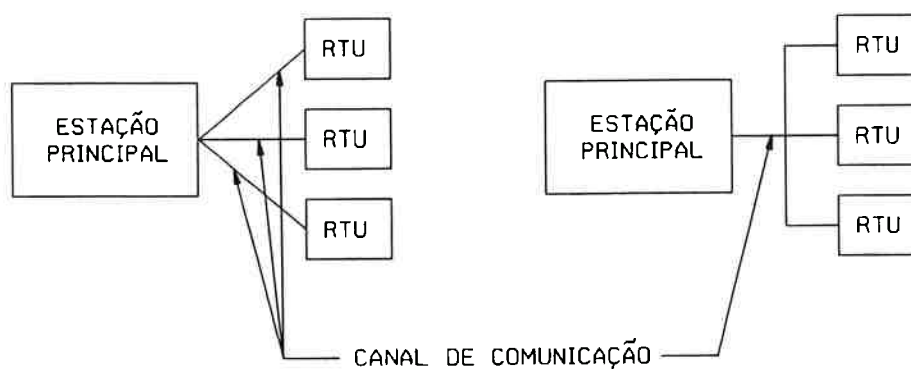 RTU
RTU
ESTAÇÃO
PRINCIPAL
RTU
ESTAÇÃO
PRINCIPAL
RTU
RTU
RTU
CANAL DE COMUNICAÇÃO